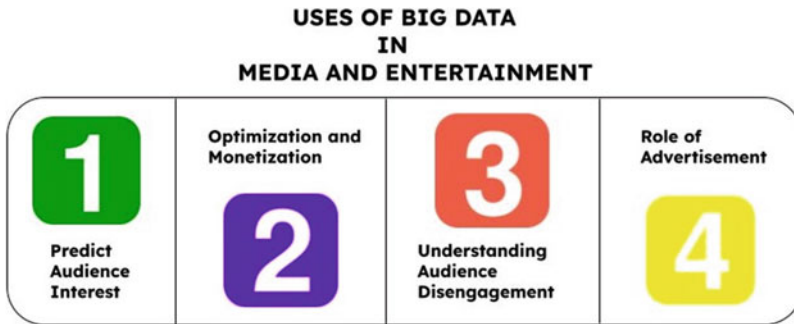 USES OF BIG DATA
IN
MEDIA AND ENTERTAINMENT
1
Predict
Audience
Interest
Optimization and
Monetization
2
3
Understanding
Audience
Disengagement
Role of
Advertisement
4